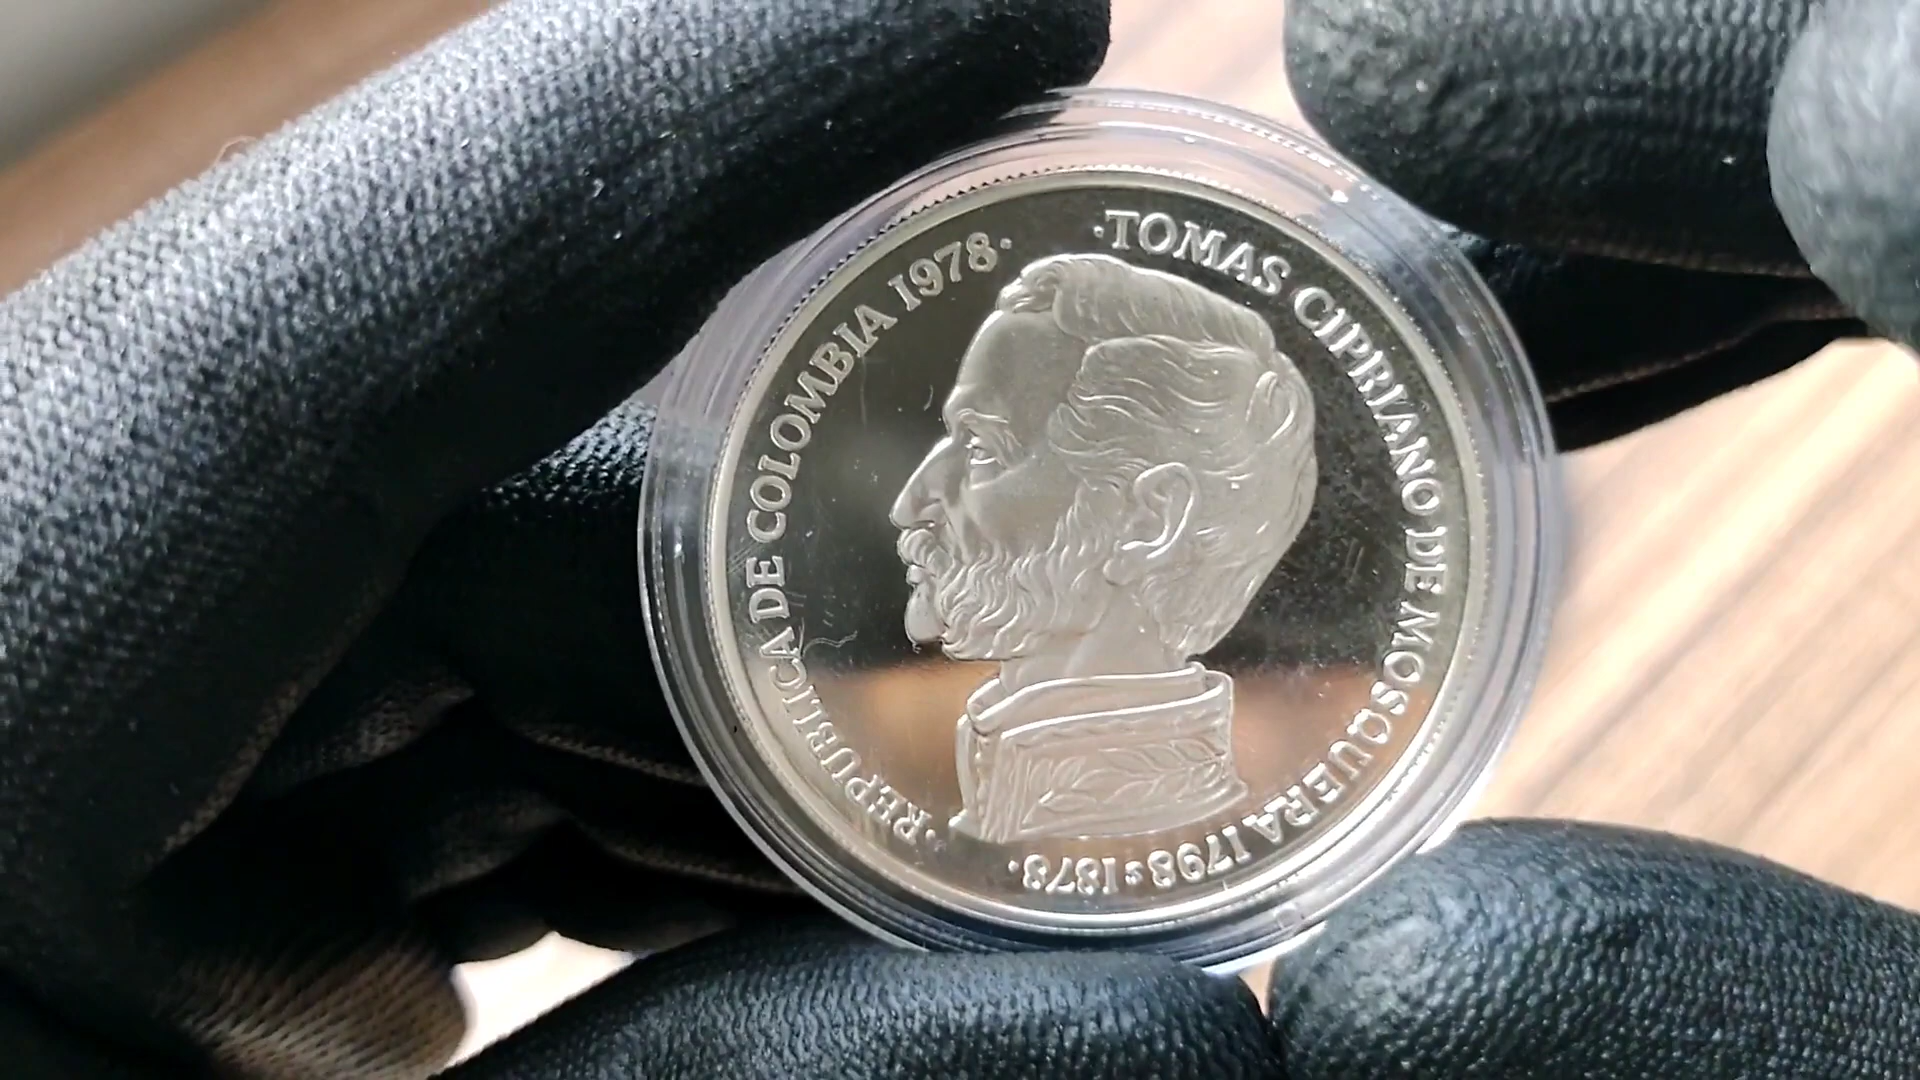 ·REPUBLICA DE COLOMBIA 1978·
·TOMAS CIPRIANO DE MOSQUERA 1798 s 1878·